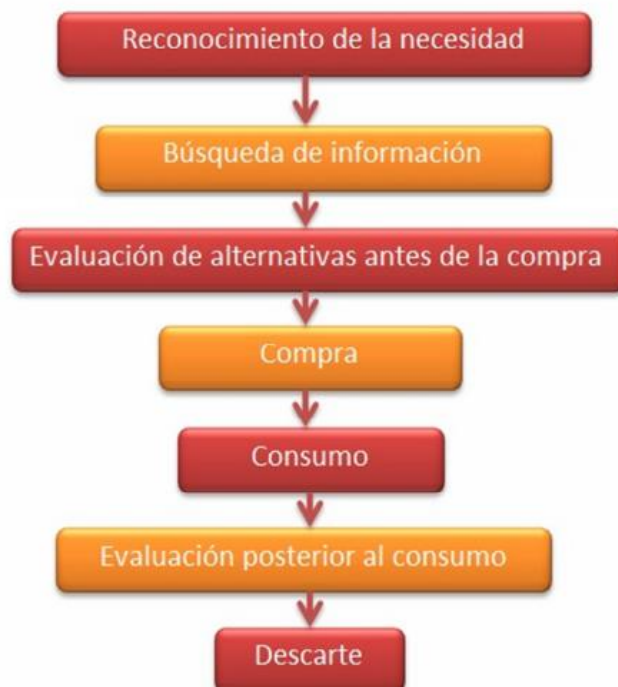 Reconocimiento de la necesidad
Búsqueda de información
Evaluación de alternativas antes de la compra
Compra
Consumo
Evaluación posterior al consumo
Descarte